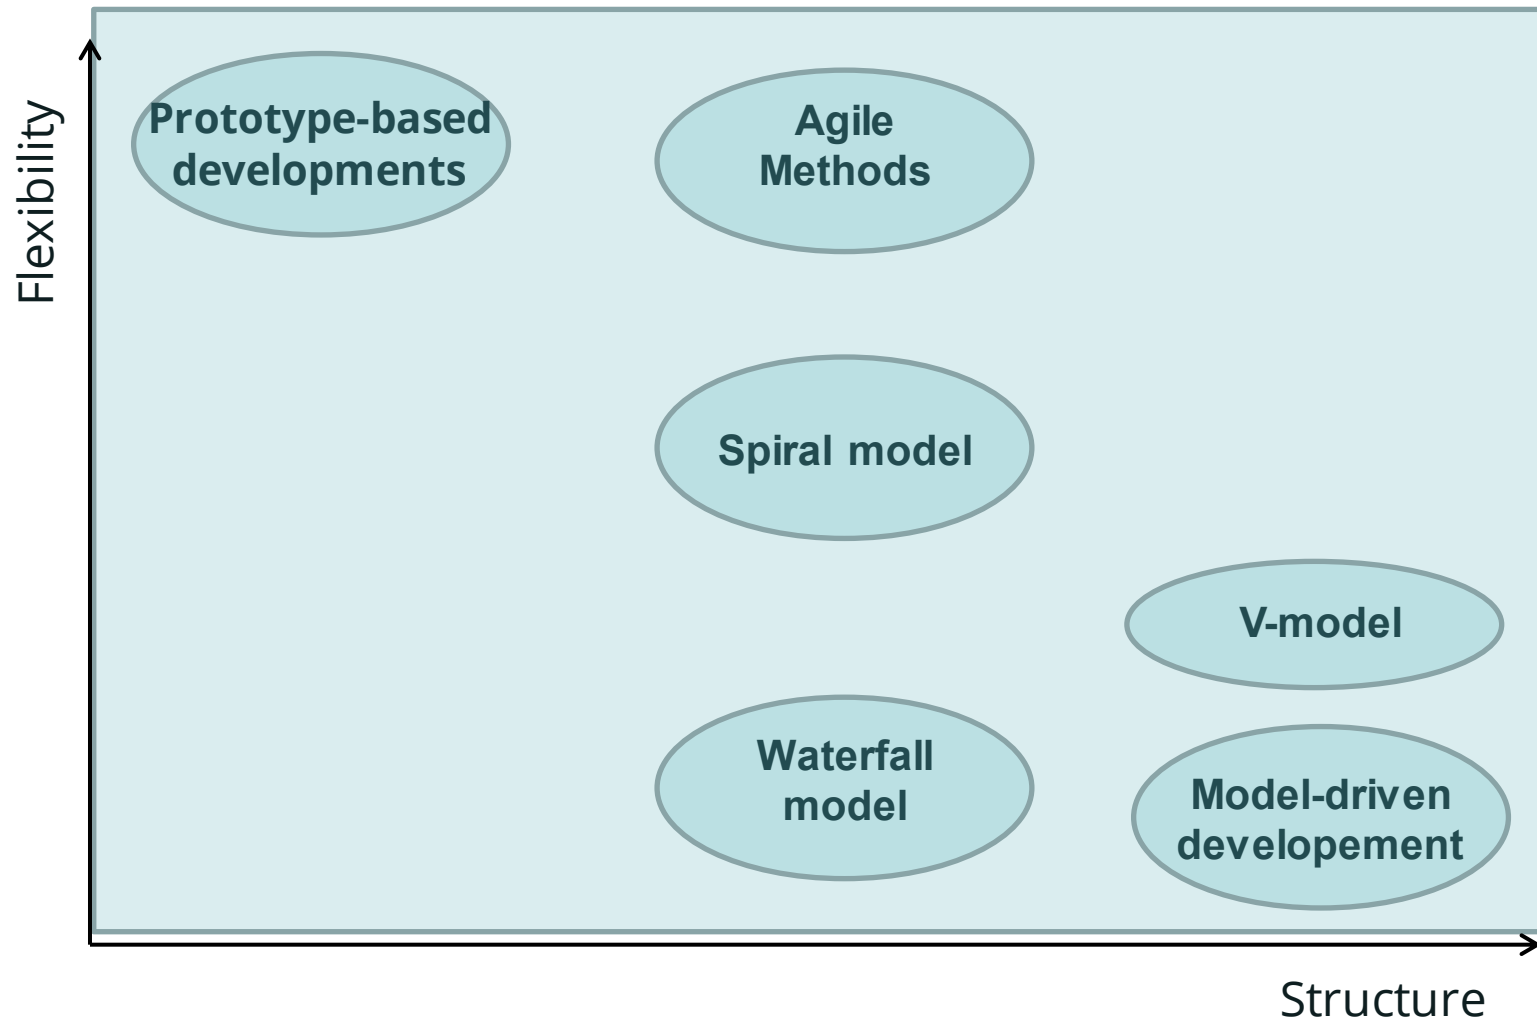 Flexibility
Prototype-based
developments
Agile
Methods
Spiral model
V-model
Waterfall
model
Model-driven
developement
Structure